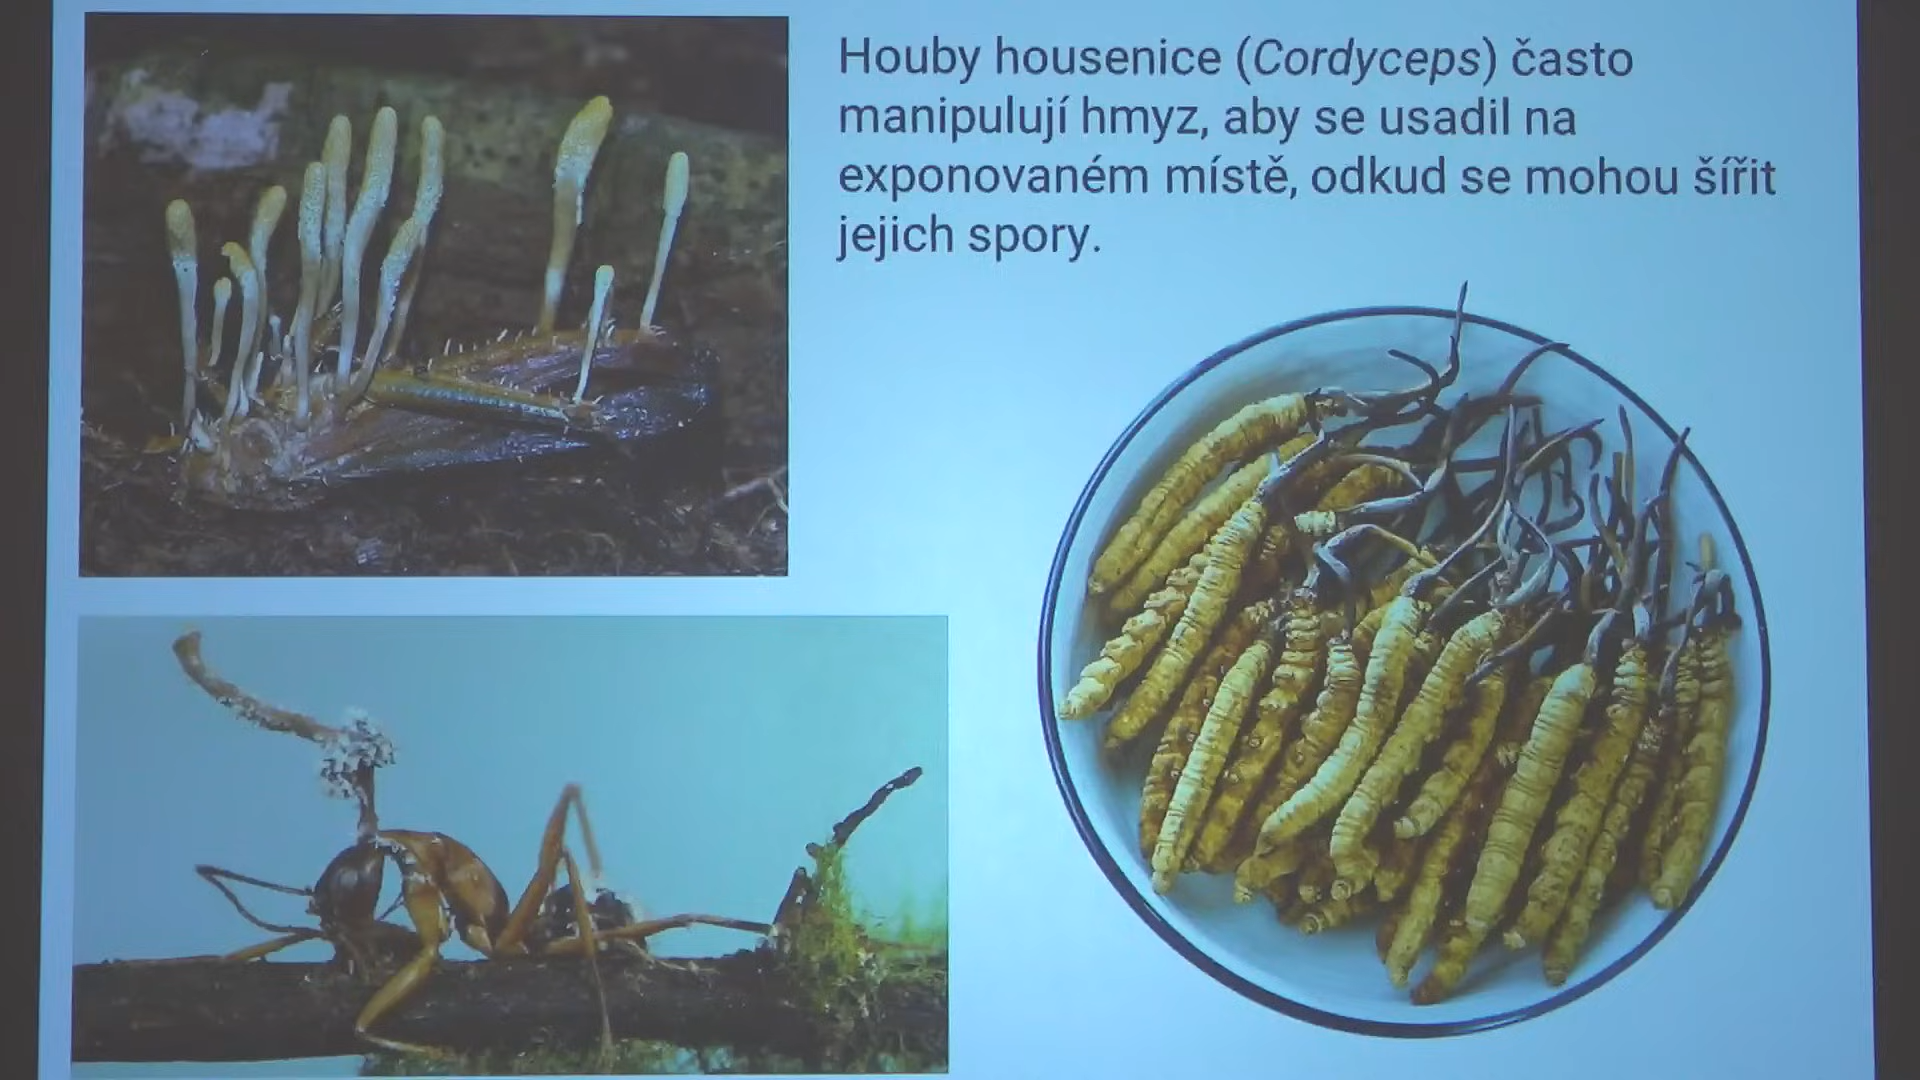 Houby housenice (Cordyceps) často
manipulují hmyz, aby se usadil na
exponovaném místě, odkud se mohou šířit
jejich spory.